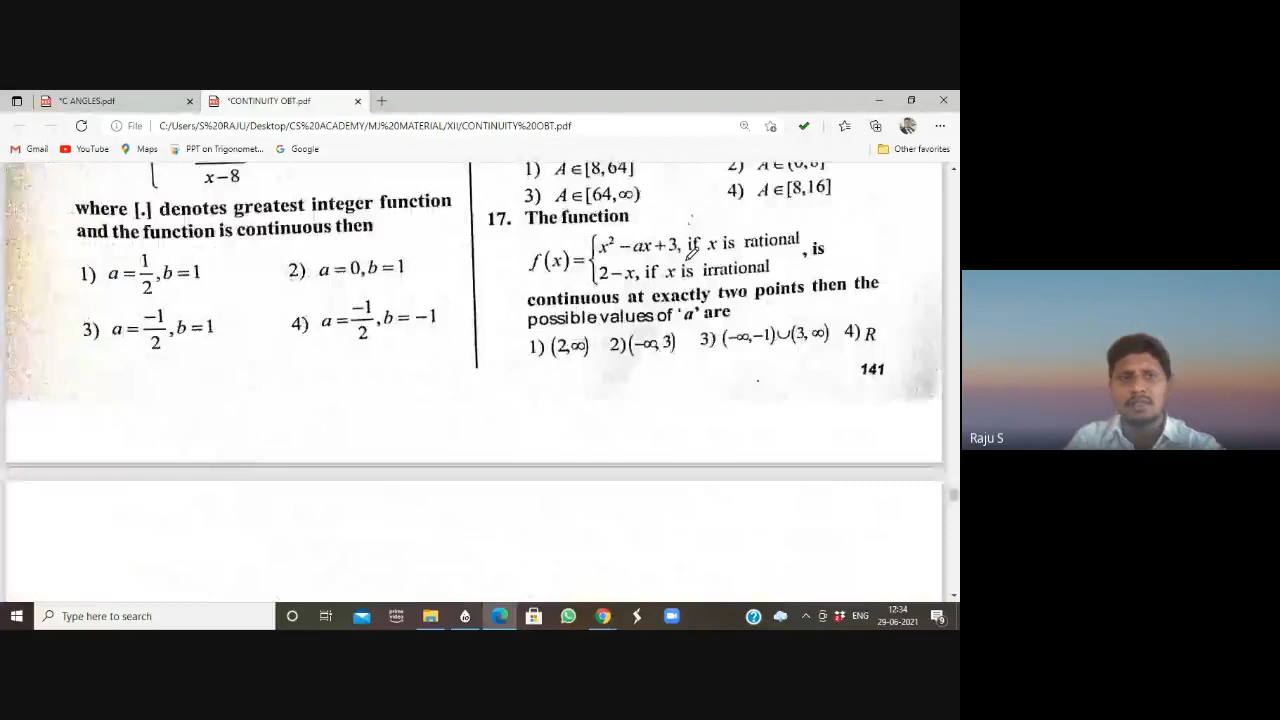 *C ANGLES.pdf
*CONTINUITY OBT.pdf
File
C:/Users/S%20RAJU/Desktop/CS%20ACADEMY/MJ%20MATERIAL/XII/CONTINUITY%20OBT.pdf
Gmail
YouTube
Maps
PPT on Trigonomet...
Google
Other favorites
x−8
where [.] denotes greatest integer function
and the function is continuous then
1) a = 1/2, b = 1
2) a = 0, b = 1
3) a = −1/2, b = 1
4) a = −1/2, b = −1
1) A∈[8,64]
3) A∈[64,∞)
4) A∈[8,16]
17. The function
f(x) = { x² − ax + 3, if x is rational
2 − x, if x is irrational , is
continuous at exactly two points then the
possible values of 'a' are
1) (2,∞) 2) (−∞, 3) 3) (−∞,−1)∪(3, ∞) 4) R
141
Raju S
Type here to search
prime video
ENG
12:34
29-06-2021